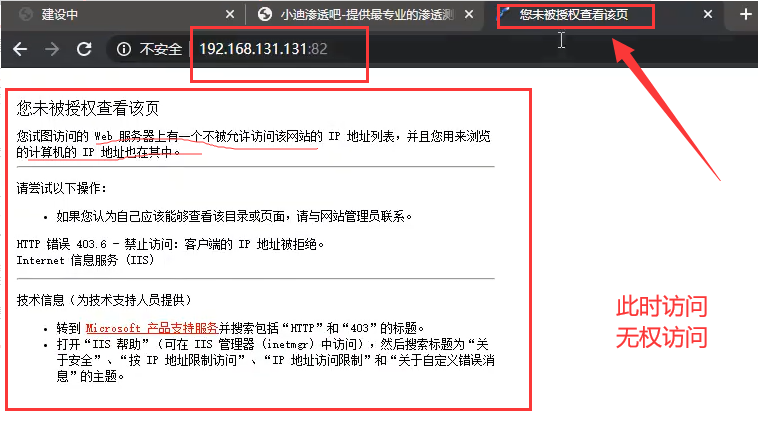 建设中
小迪渗透吧-提供最专业的渗透测
您未被授权查看该页
不安全 192.168.131.131:82
您未被授权查看该页
您试图访问的 Web 服务器上有一个不被允许访问该网站的 IP 地址列表，并且您用来浏览
的计算机的 IP 地址也在其中。
请尝试以下操作：
• 如果您认为自己应该能够查看该目录或页面，请与网站管理员联系。
HTTP 错误 403.6 - 禁止访问：客户端的 IP 地址被拒绝。
Internet 信息服务 (IIS)
技术信息（为技术支持人员提供）
• 转到 Microsoft 产品支持服务并搜索包括“HTTP”和“403”的标题。
• 打开“IIS 帮助”（可在 IIS 管理器 (inetmgr) 中访问），然后搜索标题为“关
于安全”、“按 IP 地址限制访问”、“IP 地址访问限制”和“关于自定义错误消
息”的主题。
此时访问
无权访问